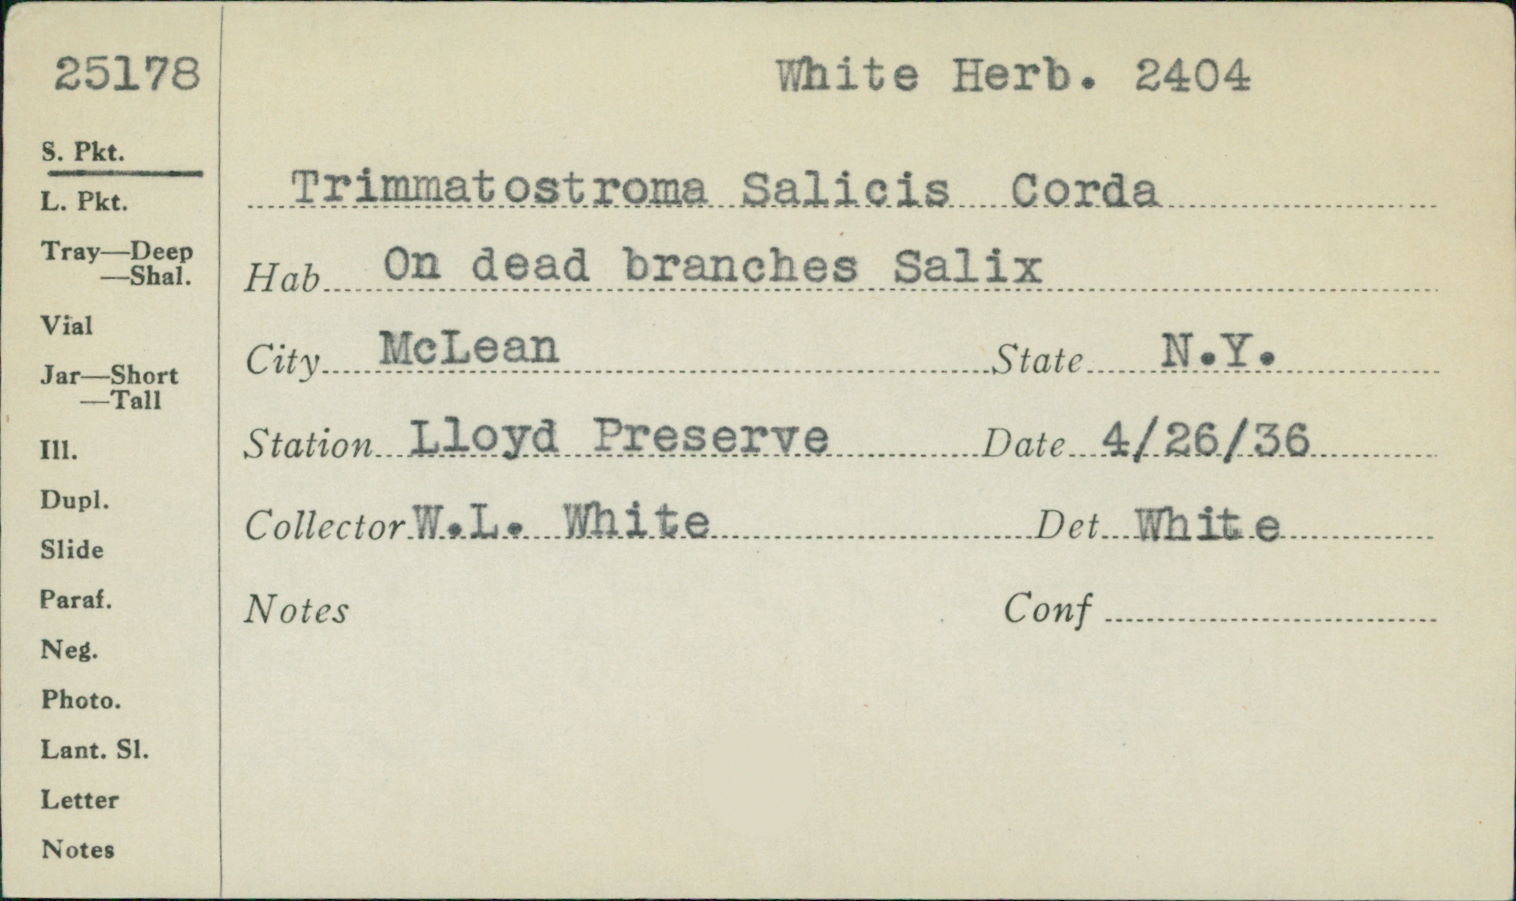 25178
White Herb. 2404
S. Pkt.
L. Pkt.
Tray—Deep
—Shal.
Vial
Jar—Short
—Tall
Ill.
Dupl.
Slide
Paraf.
Neg.
Photo.
Lant. Sl.
Letter
Notes
Trimmatostroma Salicis Corda
Hab On dead branches Salix
City McLean State N.Y.
Station Lloyd Preserve Date 4/26/36
Collector W.L. White Det White
Notes Conf